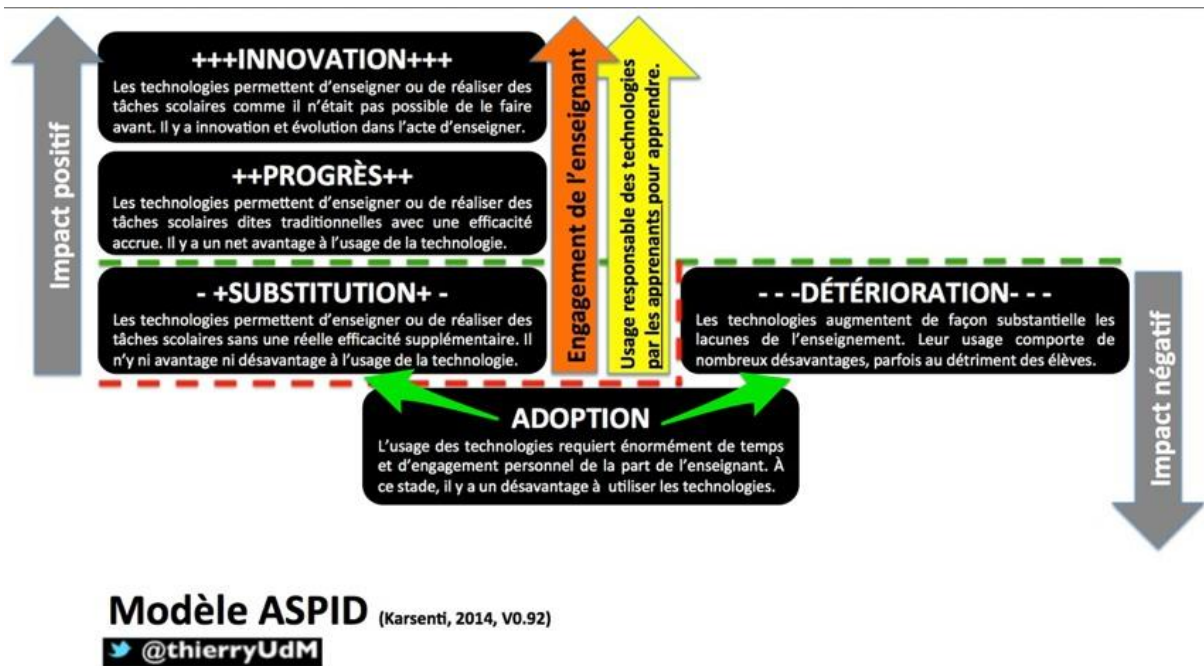 Impact positif
+++INNOVATION+++
Les technologies permettent d’enseigner ou de réaliser des
tâches scolaires comme il n’était pas possible de le faire
avant. Il y a innovation et évolution dans l’acte d’enseigner.
++PROGRÈS++
Les technologies permettent d’enseigner ou de réaliser des
tâches scolaires dites traditionnelles avec une efficacité
accrue. Il y a un net avantage à l’usage de la technologie.
- +SUBSTITUTION+ -
Les technologies permettent d’enseigner ou de réaliser des
tâches scolaires sans une réelle efficacité supplémentaire. Il
n’y ni avantage ni désavantage à l’usage de la technologie.
Engagement de l’enseignant
Usage responsable des technologies
par les apprenants pour apprendre.
- - -DÉTÉRIORATION- - -
Les technologies augmentent de façon substantielle les
lacunes de l’enseignement. Leur usage comporte de
nombreux désavantages, parfois au détriment des élèves.
Impact négatif
ADOPTION
L’usage des technologies requiert énormément de temps
et d’engagement personnel de la part de l’enseignant. À
ce stade, il y a un désavantage à utiliser les technologies.
Modèle ASPID (Karsenti, 2014, V0.92)
@thierryUdM